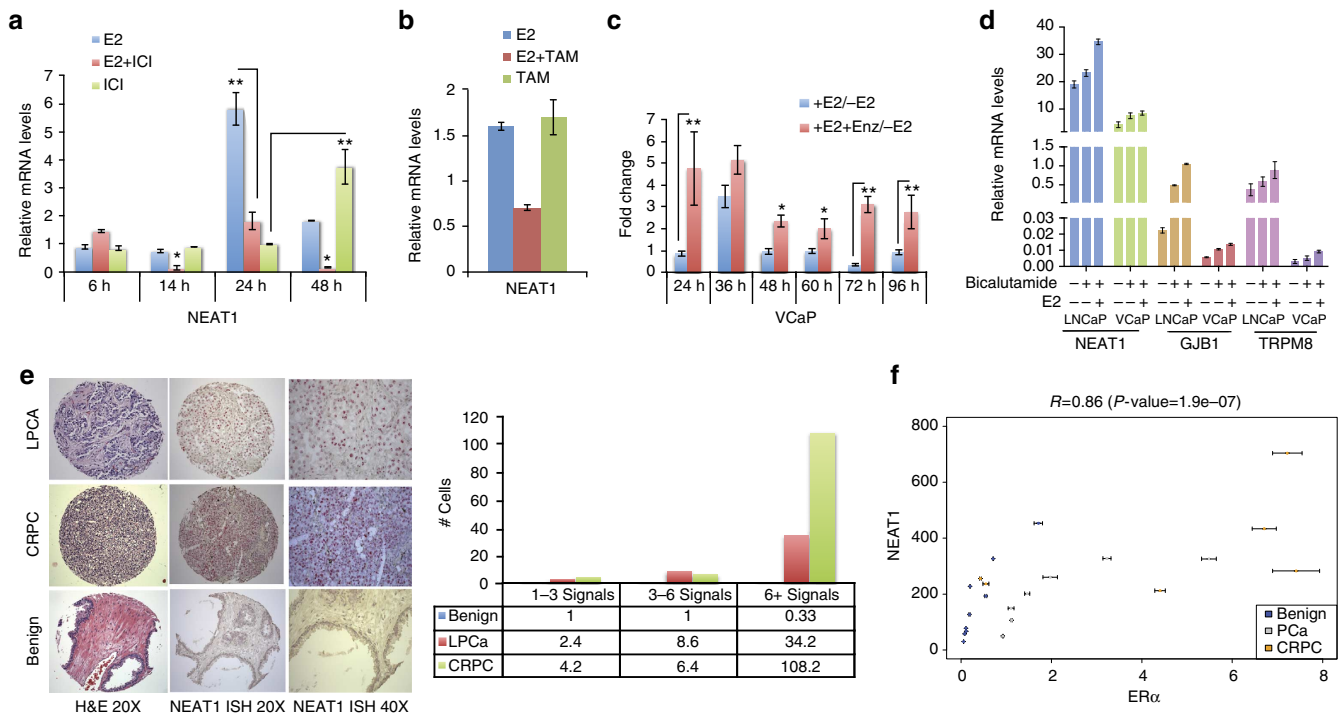 a
E2
E2+ICI
ICI
Relative mRNA levels
7
6
5
4
3
2
1
0
**
**
*
*
6 h 14 h 24 h 48 h
NEAT1
b
E2
E2+TAM
TAM
Relative mRNA levels
2
1.5
1
0.5
0
NEAT1
c
+E2/–E2
+E2+Enz/–E2
Fold change
7
6
5
4
3
2
1
0
**
*
*
**
**
24 h 36 h 48 h 60 h 72 h 96 h
VCaP
d
Relative mRNA levels
40
30
20
10
1.5
0.5
0.03
0.02
0.01
0.00
Bicalutamide – + + – + + – + + – + + – + + – + +
E2 – – + – – + – – + – – + – – + – – +
LNCaP VCaP LNCaP VCaP LNCaP VCaP
NEAT1 GJB1 TRPM8
e
LPCA
CRPC
Benign
H&E 20X NEAT1 ISH 20X NEAT1 ISH 40X
# Cells
120
100
80
60
40
20
0
1–3 Signals 3–6 Signals 6+ Signals
Benign 1 1 0.33
LPCa 2.4 8.6 34.2
CRPC 4.2 6.4 108.2
f
R=0.86 (P-value=1.9e–07)
NEAT1
800
600
400
200
0
0 2 4 6 8
ERα
Benign
PCa
CRPC